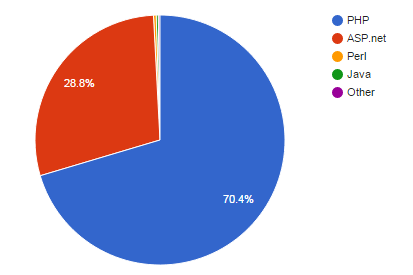 PHP
ASP.net
Perl
Java
Other
28.8%
70.4%